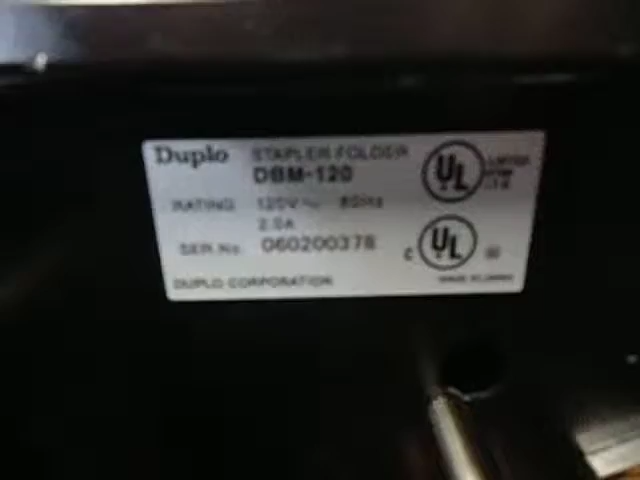 Duplo STAPLER FOLDER
DBM-120
RATING 120V~ 60Hz
2.0A
SER.No. 060200378
UL LISTED
C UL
DUPLO CORPORATION
MADE IN JAPAN